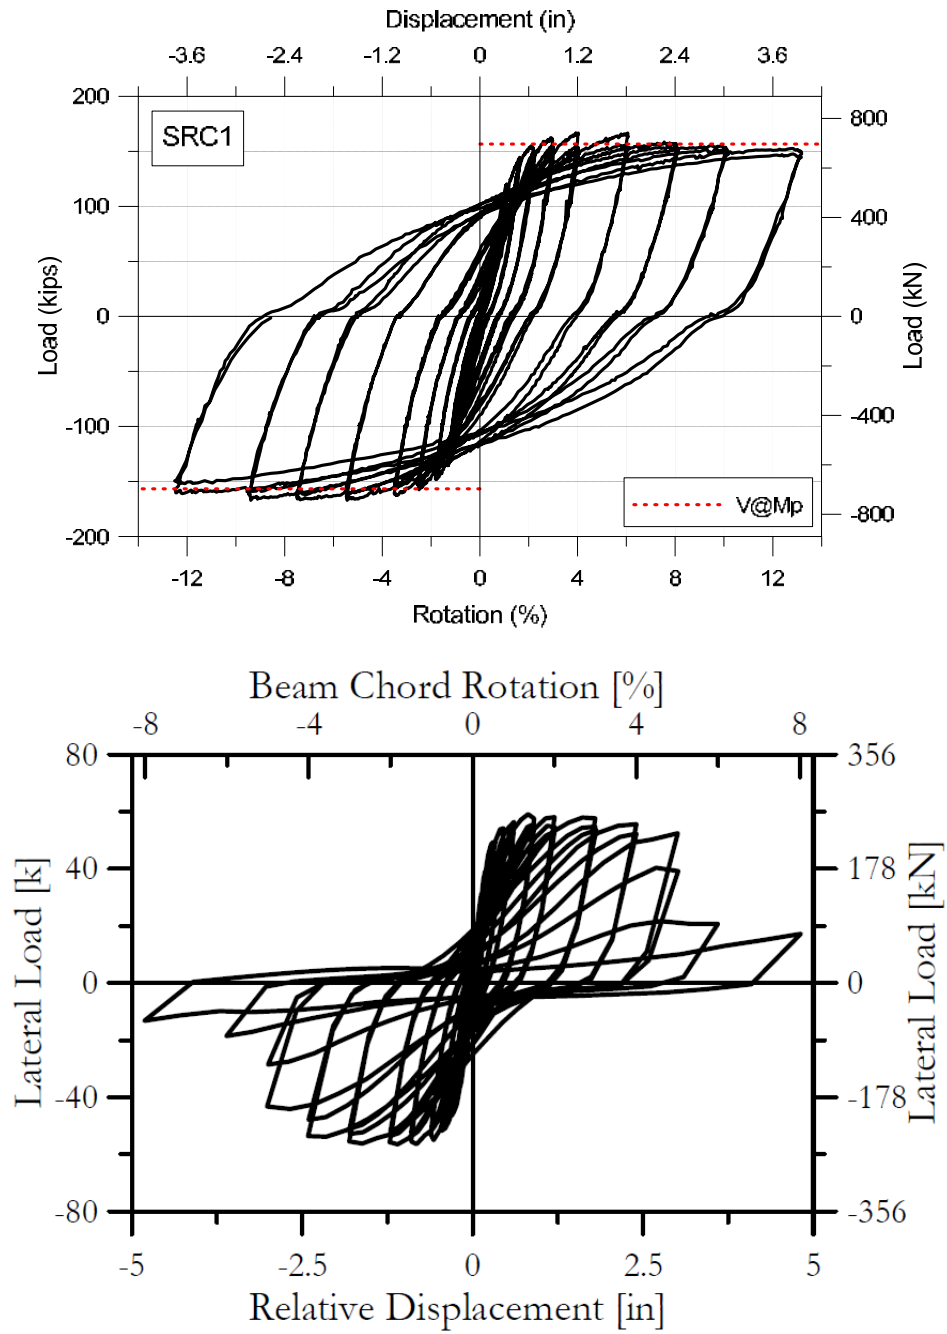 Displacement (in)
-3.6 -2.4 -1.2 0 1.2 2.4 3.6
200 800
SRC1
100 400
Load (kips) 0 0 Load (kN)
-100 -400
V@Mp
-200 -800
-12 -8 -4 0 4 8 12
Rotation (%)
Beam Chord Rotation [%]
-8 -4 0 4 8
80 356
40 178
Lateral Load [k] 0 0 Lateral Load [kN]
-40 -178
-80 -356
-5 -2.5 0 2.5 5
Relative Displacement [in]